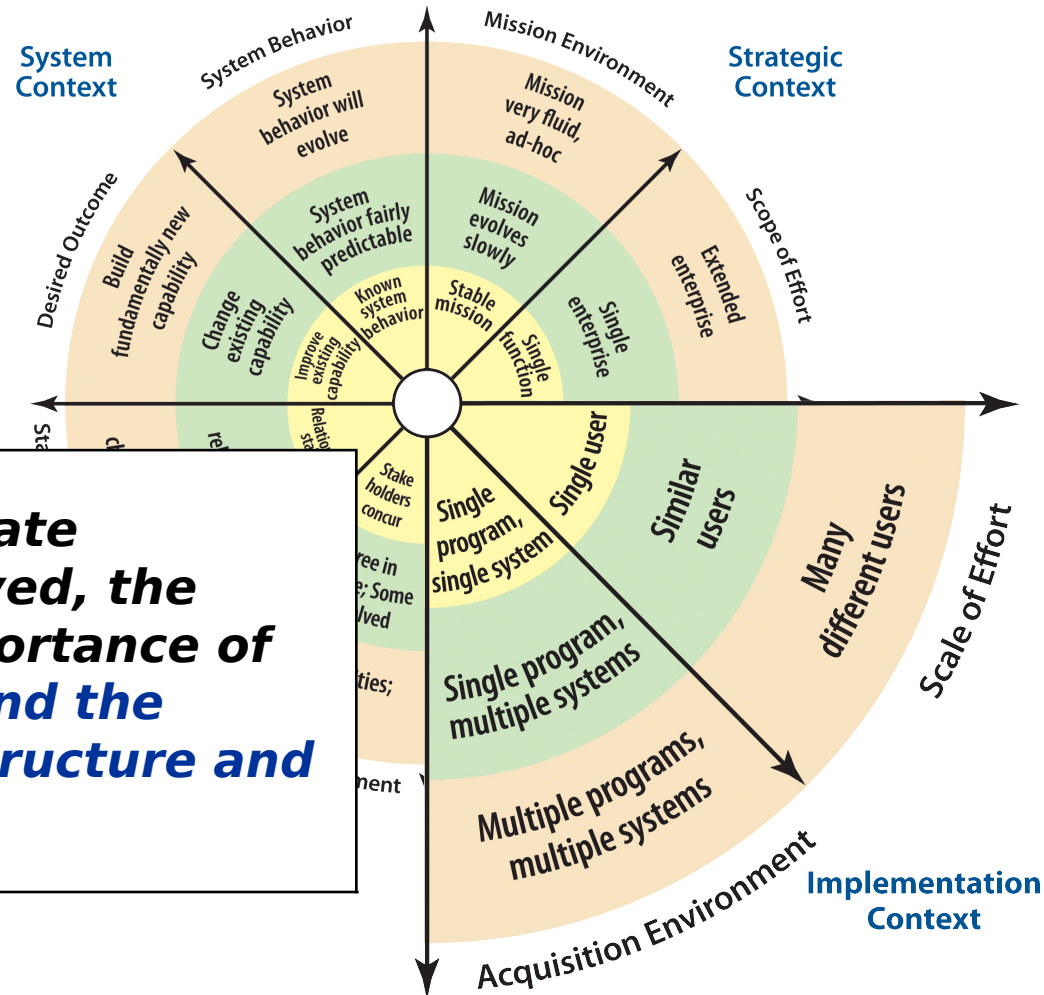 System
Context
System Behavior
Mission Environment
Strategic
Context
System
behavior will
evolve
Mission
very fluid,
ad-hoc
Desired Outcome
Build
fundamentally new
capability
System
behavior fairly
predictable
Mission
evolves
slowly
Scope of Effort
Extended
enterprise
Change
existing
capability
Known
system
behavior
Stable
mission
Single
enterprise
Improve
existing
capability
Single
function
Stake
holders
concur
Single
program,
single system
Single user
Similar
users
Many
different users
Scale of Effort
ate
ved, the
ortance of
nd the
ructure and
ree in
e; Some
lved
ties;
ment
Single program,
multiple systems
Multiple programs,
multiple systems
Acquisition Environment
Implementation
Context